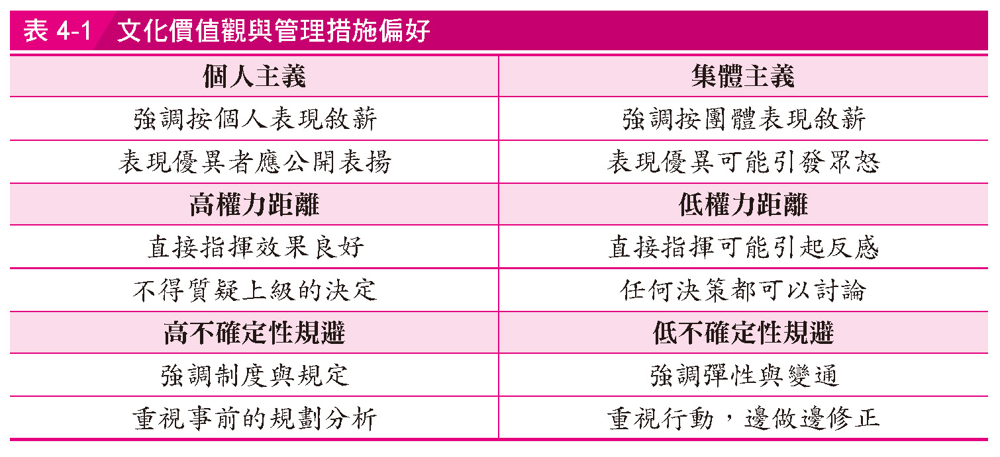 表 4-1 文化價值觀與管理措施偏好
個人主義 集體主義
強調按個人表現敘薪 強調按團體表現敘薪
表現優異者應公開表揚 表現優異可能引發眾怒
高權力距離 低權力距離
直接指揮效果良好 直接指揮可能引起反感
不得質疑上級的決定 任何決策都可以討論
高不確定性規避 低不確定性規避
強調制度與規定 強調彈性與變通
重視事前的規劃分析 重視行動，邊做邊修正